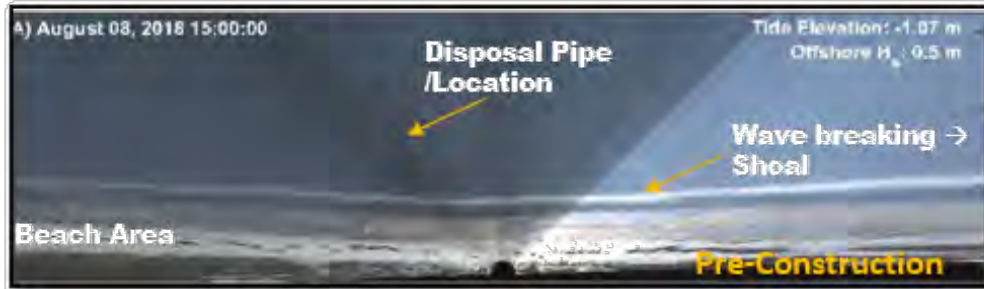 A) August 08, 2018 15:00:00
Tide Elevation: -1.07 m
Offshore Hs: 0.5 m
Disposal Pipe
/Location
Wave breaking →
Shoal
Beach Area
Pre-Construction